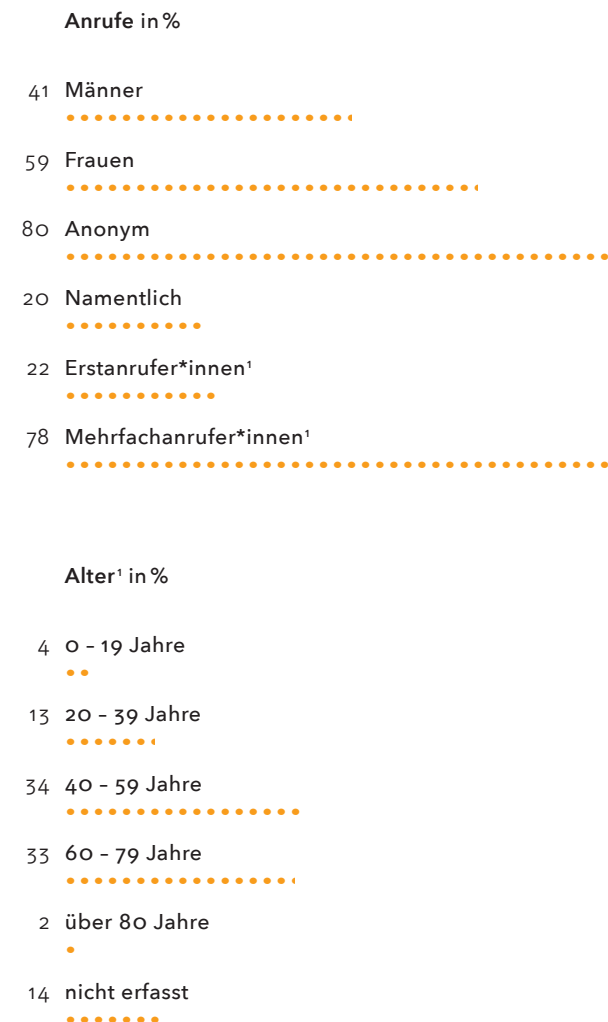 Anrufe in %
41 Männer
59 Frauen
80 Anonym
20 Namentlich
22 Erstanrufer*innen¹
78 Mehrfachanrufer*innen¹
Alter¹ in %
4 0 – 19 Jahre
13 20 – 39 Jahre
34 40 – 59 Jahre
33 60 – 79 Jahre
2 über 80 Jahre
14 nicht erfasst